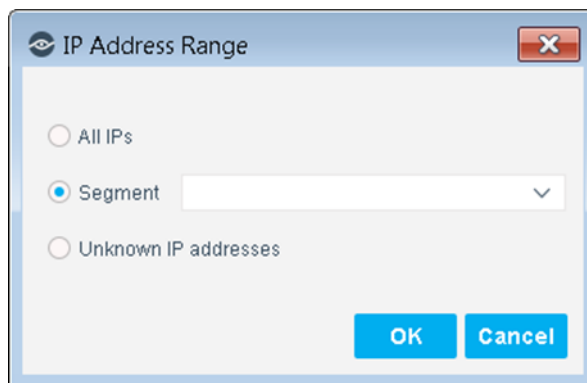 IP Address Range
All IPs
Segment
Unknown IP addresses
OK Cancel